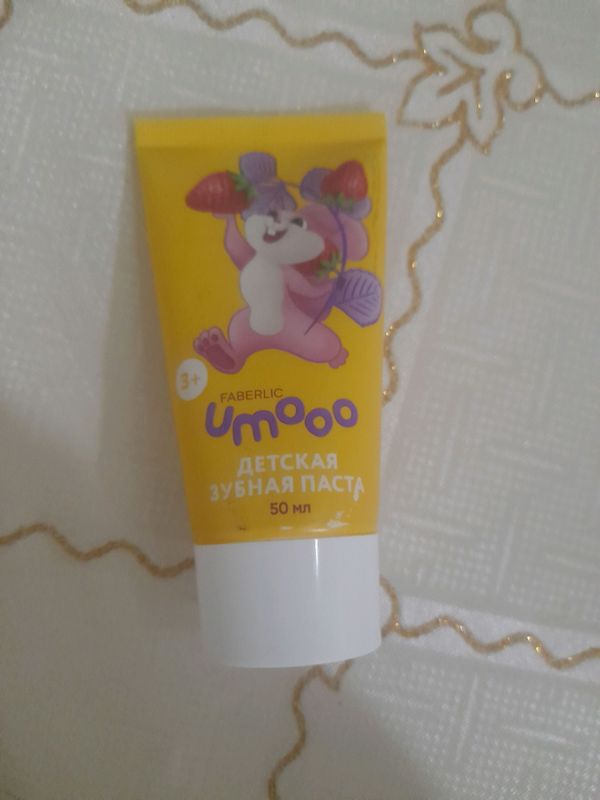 3+
FABERLIC
umooo
ДЕТСКАЯ
ЗУБНАЯ ПАСТА
50 мл